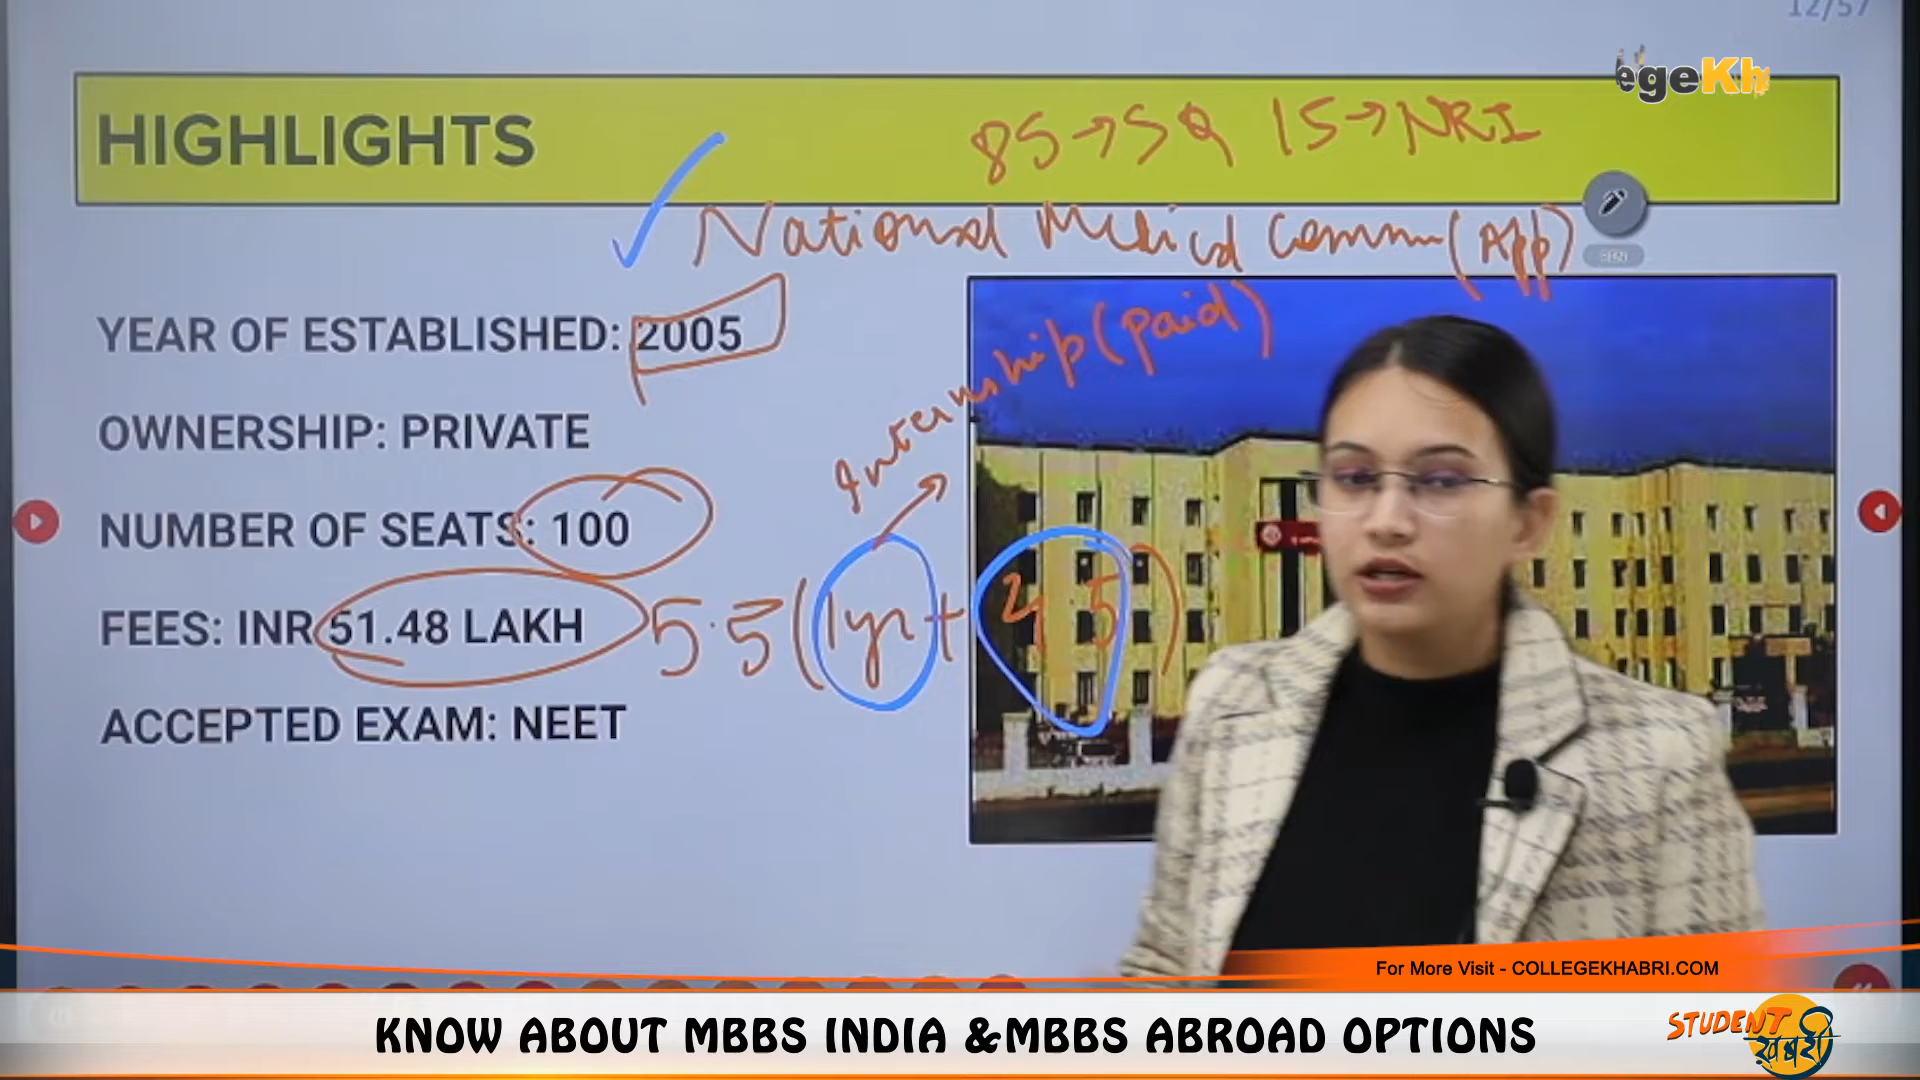 12/57
egeKh
HIGHLIGHTS
85→SQ 15→NRI
National Medical Comm (App)
YEAR OF ESTABLISHED: 2005
Internship (paid)
OWNERSHIP: PRIVATE
NUMBER OF SEATS: 100
FEES: INR 51.48 LAKH 5.5 (1yr + 4.5)
ACCEPTED EXAM: NEET
For More Visit - COLLEGEKHABRI.COM
KNOW ABOUT MBBS INDIA &MBBS ABROAD OPTIONS
STUDENT
ख़बरी